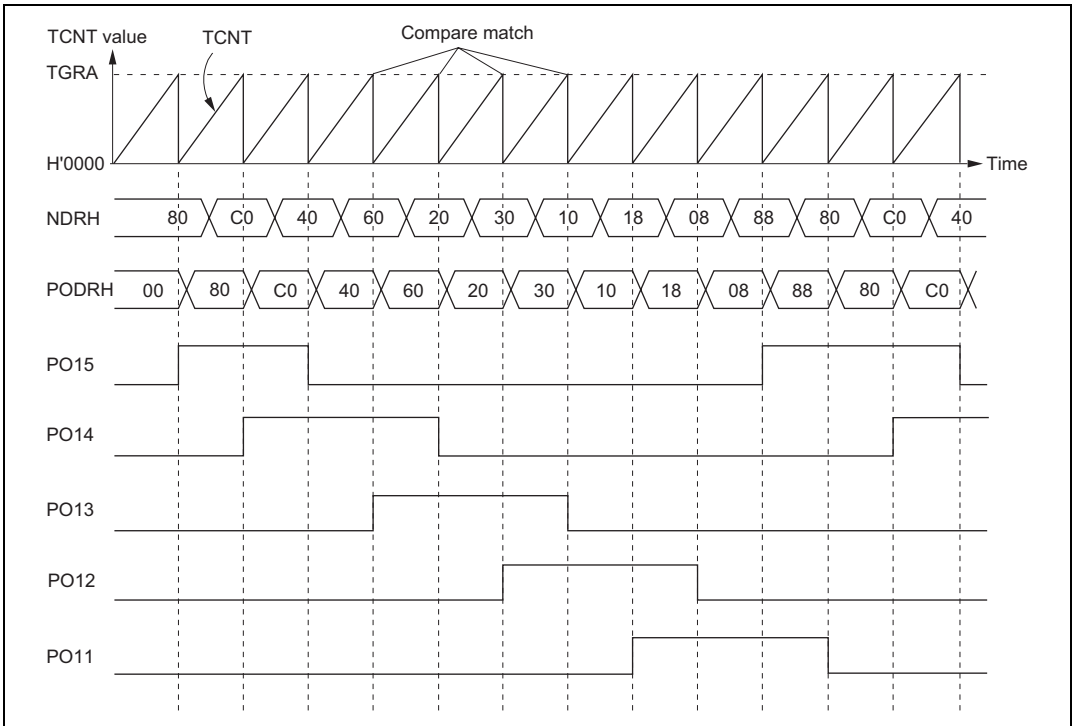 TCNT value
TCNT
Compare match
TGRA
H'0000
Time
NDRH 80 C0 40 60 20 30 10 18 08 88 80 C0 40
PODRH 00 80 C0 40 60 20 30 10 18 08 88 80 C0
PO15
PO14
PO13
PO12
PO11